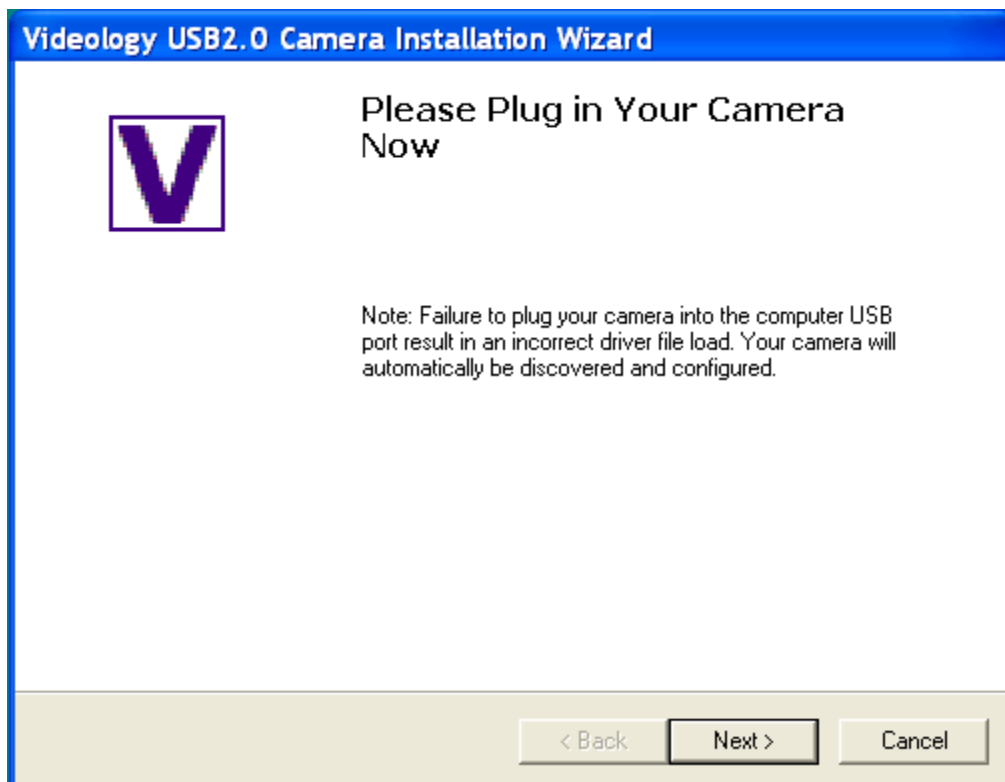 Videology USB2.0 Camera Installation Wizard
V
Please Plug in Your Camera
Now
Note: Failure to plug your camera into the computer USB
port result in an incorrect driver file load. Your camera will
automatically be discovered and configured.
< Back
Next >
Cancel